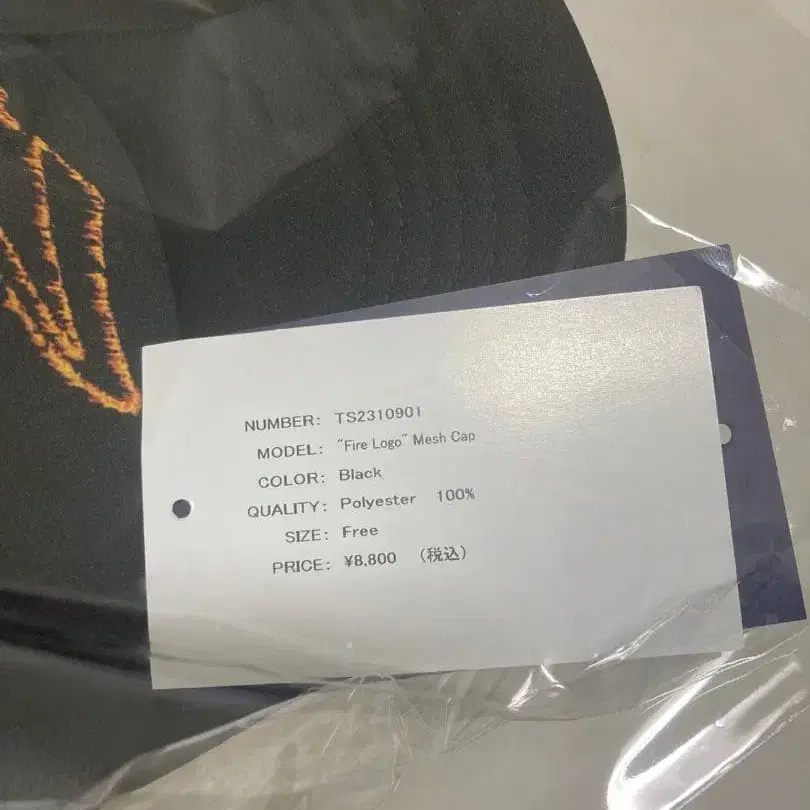 NUMBER: TS2310901
MODEL: "Fire Logo" Mesh Cap
COLOR: Black
QUALITY: Polyester 100%
SIZE: Free
PRICE: ¥8,800 (税込)